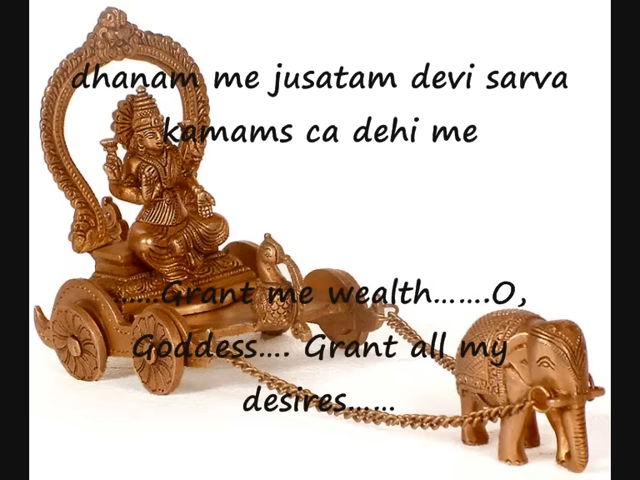 dhanam me jusatam devi sarva
kamams ca dehi me
......Grant me wealth.......O,
Goddess.... Grant all my
desires......